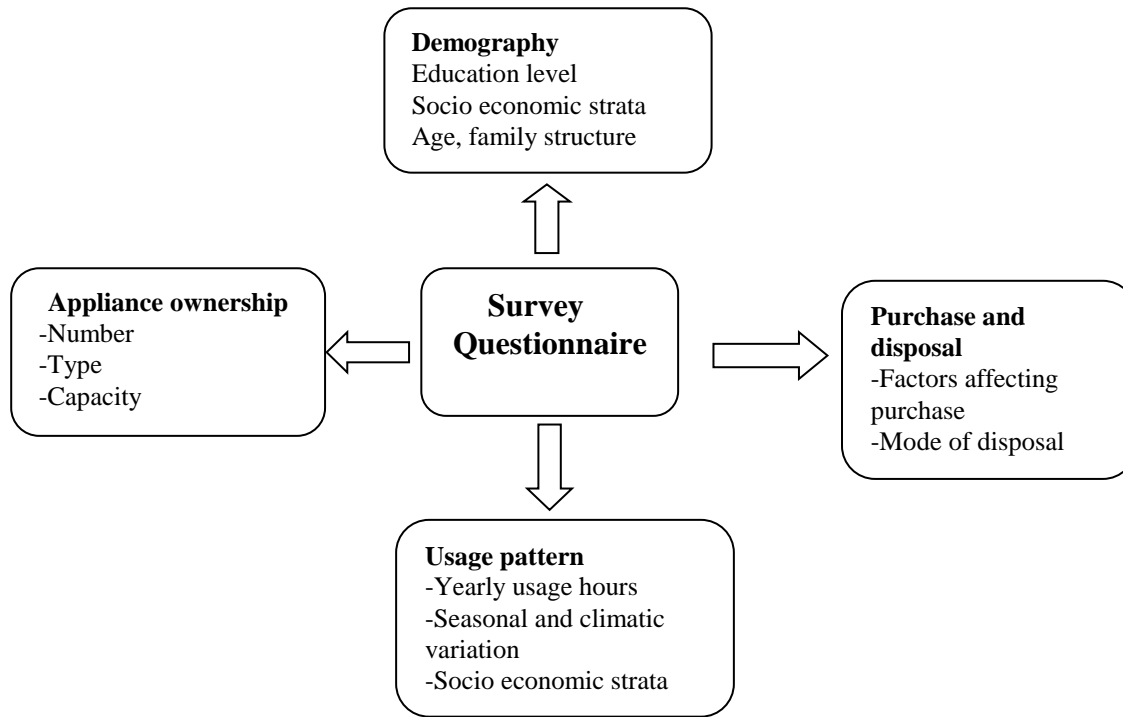 Demography
Education level
Socio economic strata
Age, family structure
Appliance ownership
-Number
-Type
-Capacity
Survey
Questionnaire
Purchase and
disposal
-Factors affecting
purchase
-Mode of disposal
Usage pattern
-Yearly usage hours
-Seasonal and climatic
variation
-Socio economic strata